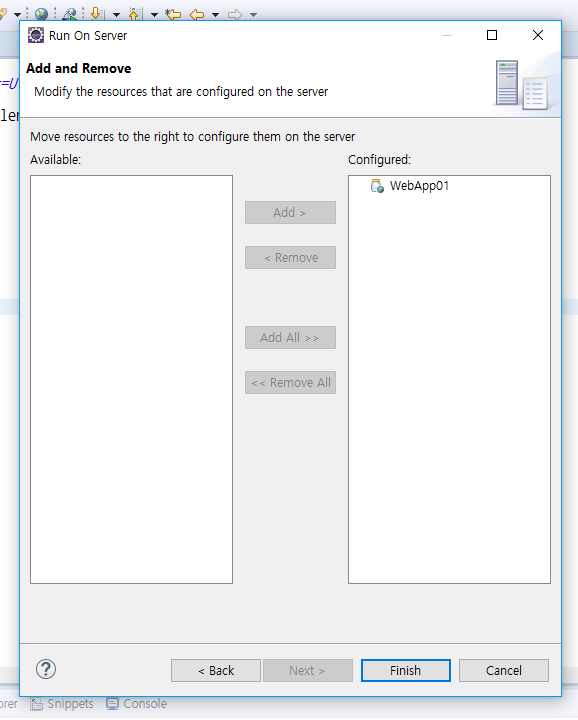 Run On Server
Add and Remove
Modify the resources that are configured on the server
Move resources to the right to configure them on the server
Available:
Configured:
WebApp01
Add >
< Remove
Add All >>
<< Remove All
< Back
Next >
Finish
Cancel
Snippets
Console